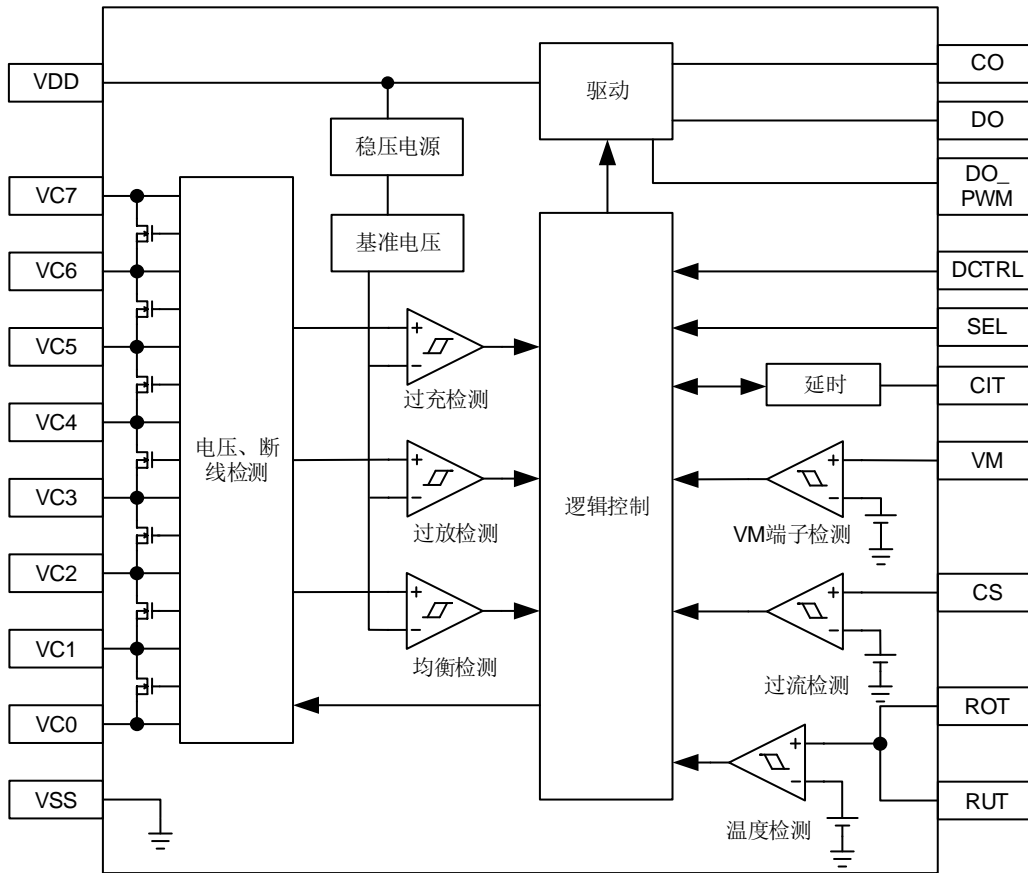 VDD
VC7
VC6
VC5
VC4
VC3
VC2
VC1
VC0
VSS
电压、断
线检测
稳压电源
基准电压
+
−
过充检测
+
−
过放检测
+
−
均衡检测
驱动
逻辑控制
延时
+
−
VM端子检测
+
−
过流检测
+
−
温度检测
CO
DO
DO_
PWM
DCTRL
SEL
CIT
VM
CS
ROT
RUT